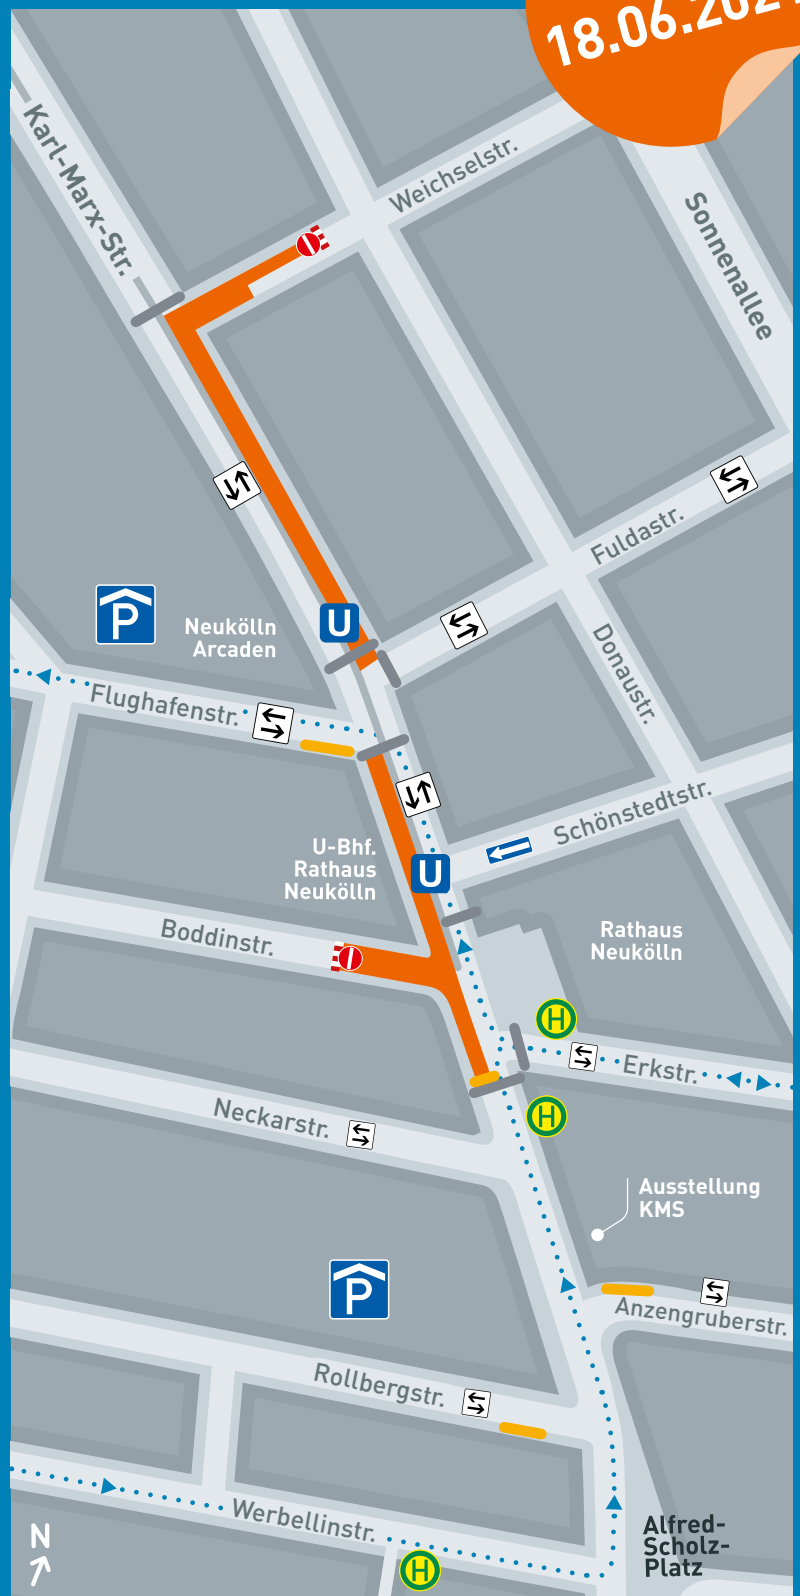 18.06.202
Karl-Marx-Str.
Weichselstr.
Sonnenallee
Fuldastr.
P
Neukölln
Arcaden
U
Donaustr.
Flughafenstr.
Schönstedtstr.
U-Bhf.
Rathaus
Neukölln
U
Rathaus
Neukölln
Boddinstr.
H
Erkstr.
Neckarstr.
H
Ausstellung
KMS
P
Anzengruberstr.
Rollbergstr.
Werbellinstr.
Alfred-
Scholz-
Platz
N
H